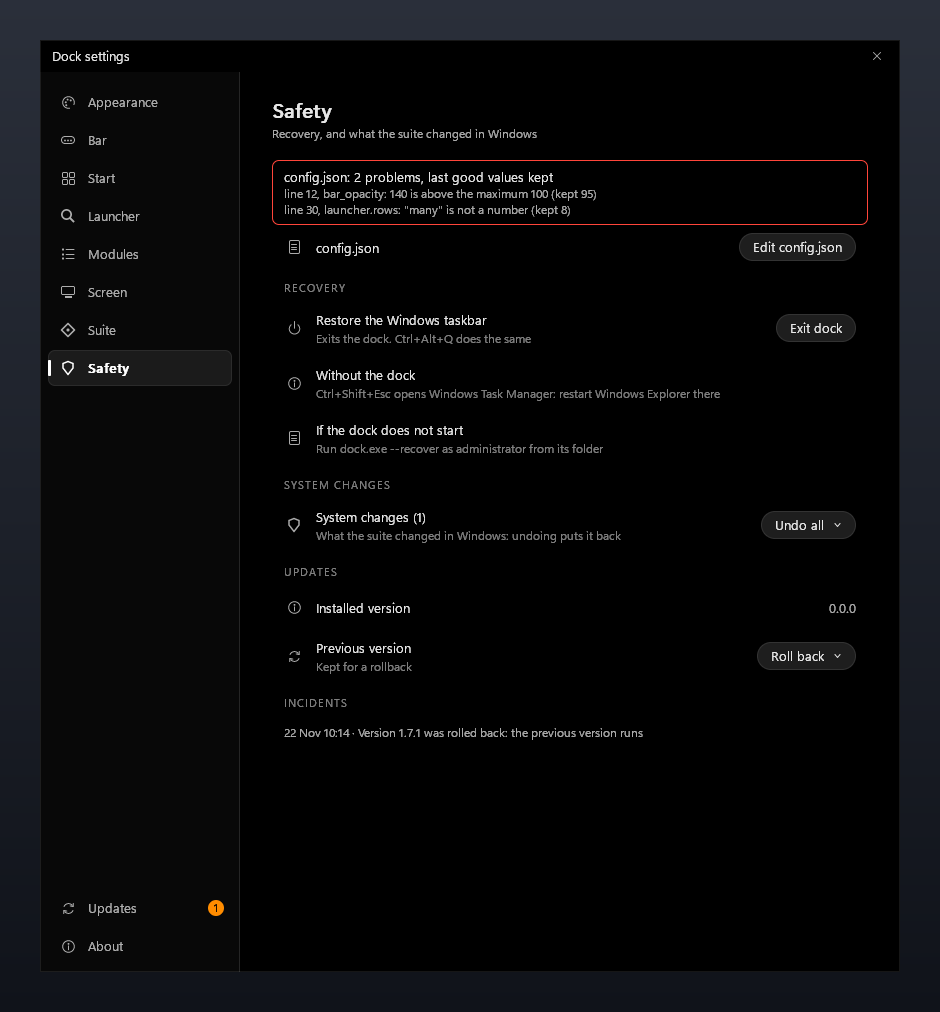 Dock settings
Appearance
Bar
Start
Launcher
Modules
Screen
Suite
Safety
Updates
1
About
Safety
Recovery, and what the suite changed in Windows
config.json: 2 problems, last good values kept
line 12, bar_opacity: 140 is above the maximum 100 (kept 95)
line 30, launcher.rows: "many" is not a number (kept 8)
config.json
Edit config.json
RECOVERY
Restore the Windows taskbar
Exits the dock. Ctrl+Alt+Q does the same
Exit dock
Without the dock
Ctrl+Shift+Esc opens Windows Task Manager: restart Windows Explorer there
If the dock does not start
Run dock.exe --recover as administrator from its folder
SYSTEM CHANGES
System changes (1)
What the suite changed in Windows: undoing puts it back
Undo all
UPDATES
Installed version
0.0.0
Previous version
Kept for a rollback
Roll back
INCIDENTS
22 Nov 10:14 · Version 1.7.1 was rolled back: the previous version runs